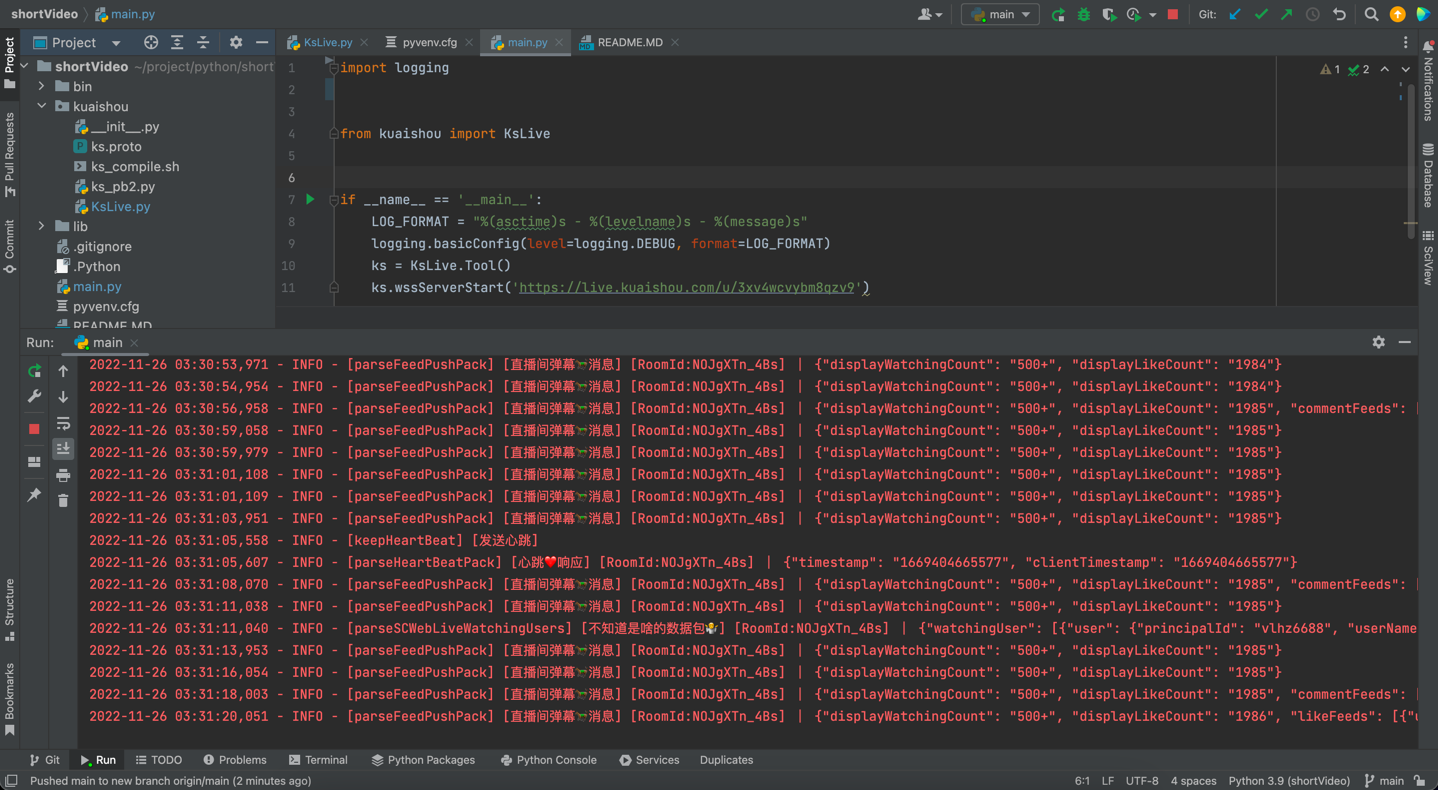 shortVideo main.py
main
Git:
Project
KsLive.py
pyvenv.cfg
main.py
README.MD
Project
Pull Requests
Commit
Structure
Bookmarks
shortVideo ~/project/python/short
bin
kuaishou
__init__.py
ks.proto
ks_compile.sh
ks_pb2.py
KsLive.py
lib
.gitignore
.Python
main.py
pyvenv.cfg
README.MD
1 import logging
2
3
4 from kuaishou import KsLive
5
6
7 if __name__ == '__main__':
8 LOG_FORMAT = "%(asctime)s - %(levelname)s - %(message)s"
9 logging.basicConfig(level=logging.DEBUG, format=LOG_FORMAT)
10 ks = KsLive.Tool()
11 ks.wssServerStart('https://live.kuaishou.com/u/3xv4wcvybm8qzv9')
1 2
Notifications
Database
SciView
Run: main
2022-11-26 03:30:53,971 - INFO - [parseFeedPushPack] [直播间弹幕🐎消息] [RoomId:NOJgXTn_4Bs] | {"displayWatchingCount": "500+", "displayLikeCount": "1984"}
2022-11-26 03:30:54,954 - INFO - [parseFeedPushPack] [直播间弹幕🐎消息] [RoomId:NOJgXTn_4Bs] | {"displayWatchingCount": "500+", "displayLikeCount": "1984"}
2022-11-26 03:30:56,958 - INFO - [parseFeedPushPack] [直播间弹幕🐎消息] [RoomId:NOJgXTn_4Bs] | {"displayWatchingCount": "500+", "displayLikeCount": "1985", "commentFeeds": [
2022-11-26 03:30:59,058 - INFO - [parseFeedPushPack] [直播间弹幕🐎消息] [RoomId:NOJgXTn_4Bs] | {"displayWatchingCount": "500+", "displayLikeCount": "1985"}
2022-11-26 03:30:59,979 - INFO - [parseFeedPushPack] [直播间弹幕🐎消息] [RoomId:NOJgXTn_4Bs] | {"displayWatchingCount": "500+", "displayLikeCount": "1985"}
2022-11-26 03:31:01,108 - INFO - [parseFeedPushPack] [直播间弹幕🐎消息] [RoomId:NOJgXTn_4Bs] | {"displayWatchingCount": "500+", "displayLikeCount": "1985"}
2022-11-26 03:31:01,109 - INFO - [parseFeedPushPack] [直播间弹幕🐎消息] [RoomId:NOJgXTn_4Bs] | {"displayWatchingCount": "500+", "displayLikeCount": "1985"}
2022-11-26 03:31:03,951 - INFO - [parseFeedPushPack] [直播间弹幕🐎消息] [RoomId:NOJgXTn_4Bs] | {"displayWatchingCount": "500+", "displayLikeCount": "1985"}
2022-11-26 03:31:05,558 - INFO - [keepHeartBeat] [发送心跳]
2022-11-26 03:31:05,607 - INFO - [parseHeartBeatPack] [心跳❤️响应] [RoomId:NOJgXTn_4Bs] | {"timestamp": "1669404665577", "clientTimestamp": "1669404665577"}
2022-11-26 03:31:08,070 - INFO - [parseFeedPushPack] [直播间弹幕🐎消息] [RoomId:NOJgXTn_4Bs] | {"displayWatchingCount": "500+", "displayLikeCount": "1985", "commentFeeds": [
2022-11-26 03:31:11,038 - INFO - [parseFeedPushPack] [直播间弹幕🐎消息] [RoomId:NOJgXTn_4Bs] | {"displayWatchingCount": "500+", "displayLikeCount": "1985"}
2022-11-26 03:31:11,040 - INFO - [parseSCWebLiveWatchingUsers] [不知道是啥的数据包🤷] [RoomId:NOJgXTn_4Bs] | {"watchingUser": [{"user": {"principalId": "vlhz6688", "userName
2022-11-26 03:31:13,953 - INFO - [parseFeedPushPack] [直播间弹幕🐎消息] [RoomId:NOJgXTn_4Bs] | {"displayWatchingCount": "500+", "displayLikeCount": "1985"}
2022-11-26 03:31:16,054 - INFO - [parseFeedPushPack] [直播间弹幕🐎消息] [RoomId:NOJgXTn_4Bs] | {"displayWatchingCount": "500+", "displayLikeCount": "1985"}
2022-11-26 03:31:18,003 - INFO - [parseFeedPushPack] [直播间弹幕🐎消息] [RoomId:NOJgXTn_4Bs] | {"displayWatchingCount": "500+", "displayLikeCount": "1985", "commentFeeds": [
2022-11-26 03:31:20,051 - INFO - [parseFeedPushPack] [直播间弹幕🐎消息] [RoomId:NOJgXTn_4Bs] | {"displayWatchingCount": "500+", "displayLikeCount": "1986", "likeFeeds": [{"u
Git Run TODO Problems Terminal Python Packages Python Console Services Duplicates
Pushed main to new branch origin/main (2 minutes ago) 6:1 LF UTF-8 4 spaces Python 3.9 (shortVideo) main